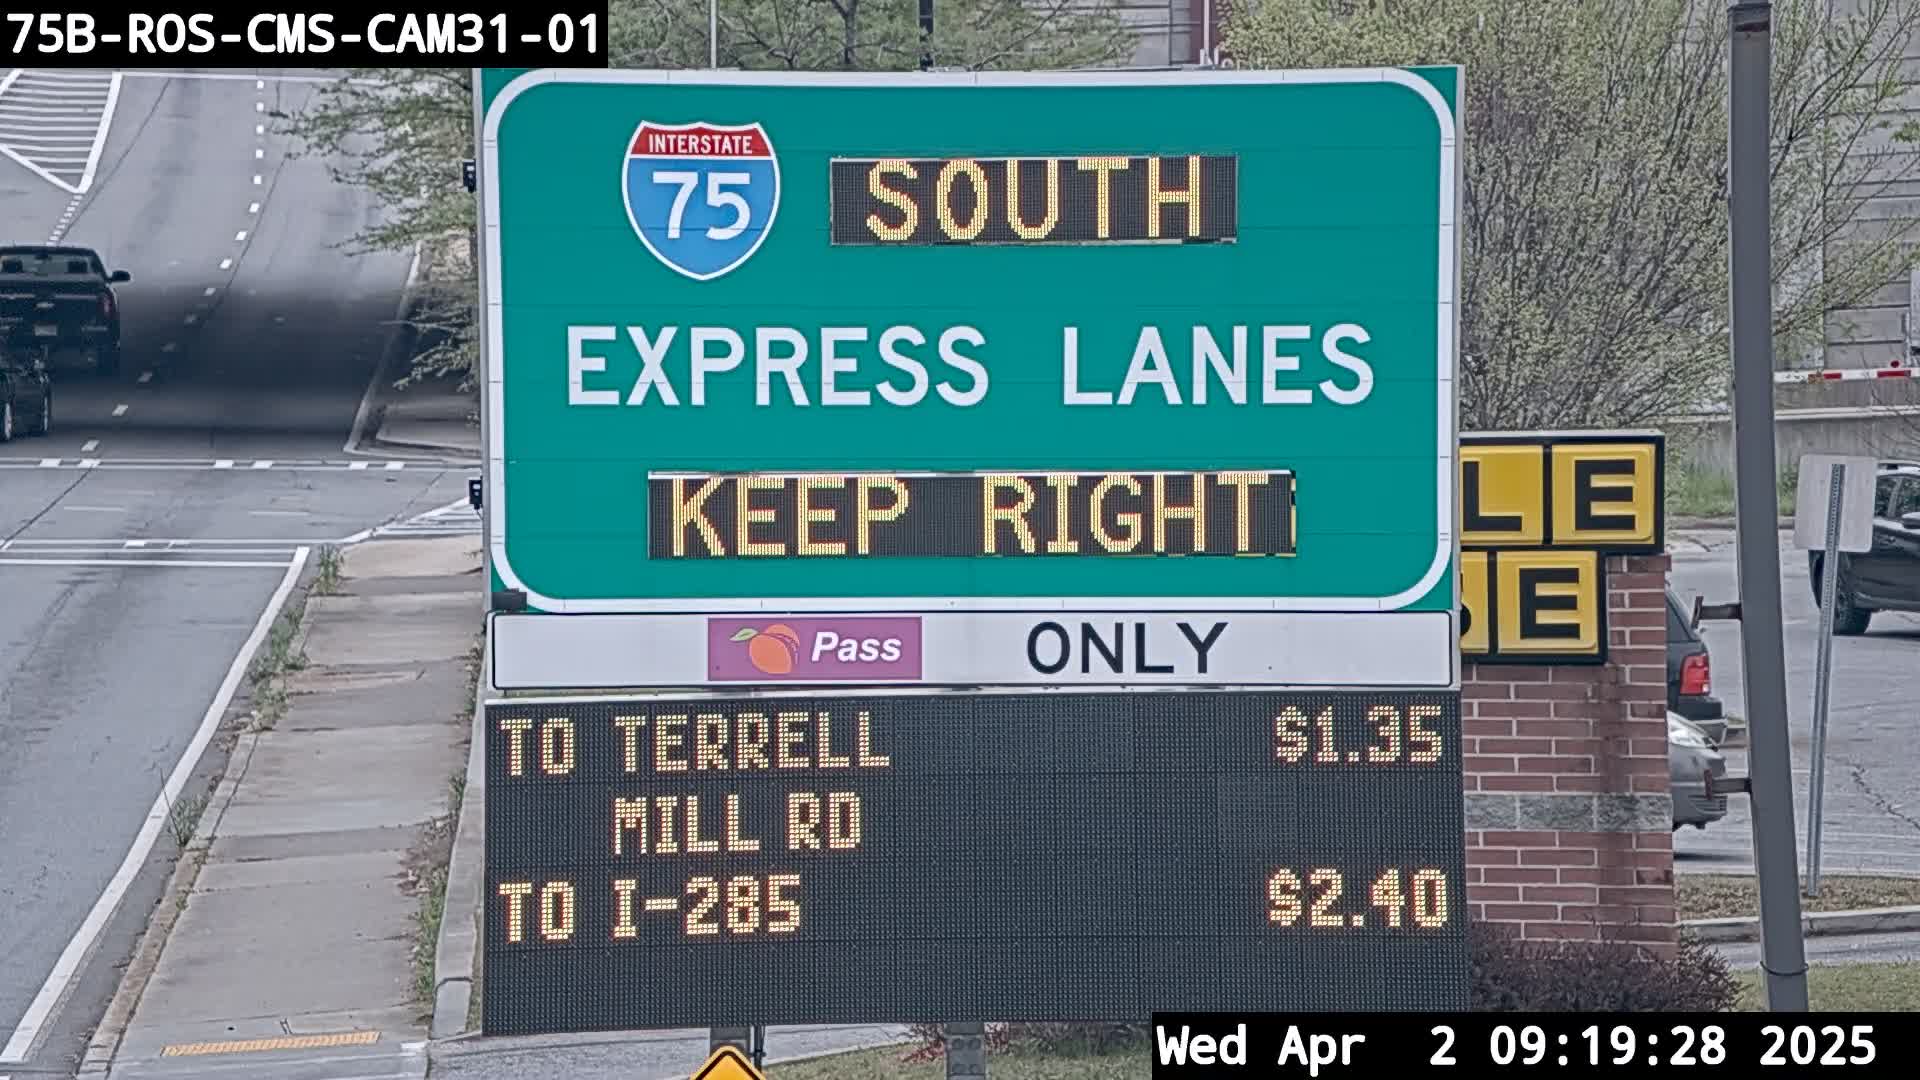 75B-ROS-CMS-CAM31-01
INTERSTATE
75
SOUTH
EXPRESS LANES
KEEP RIGHT
Pass ONLY
TO TERRELL $1.35
MILL RD
TO I-285 $2.40
LE
E
Wed Apr 2 09:19:28 2025